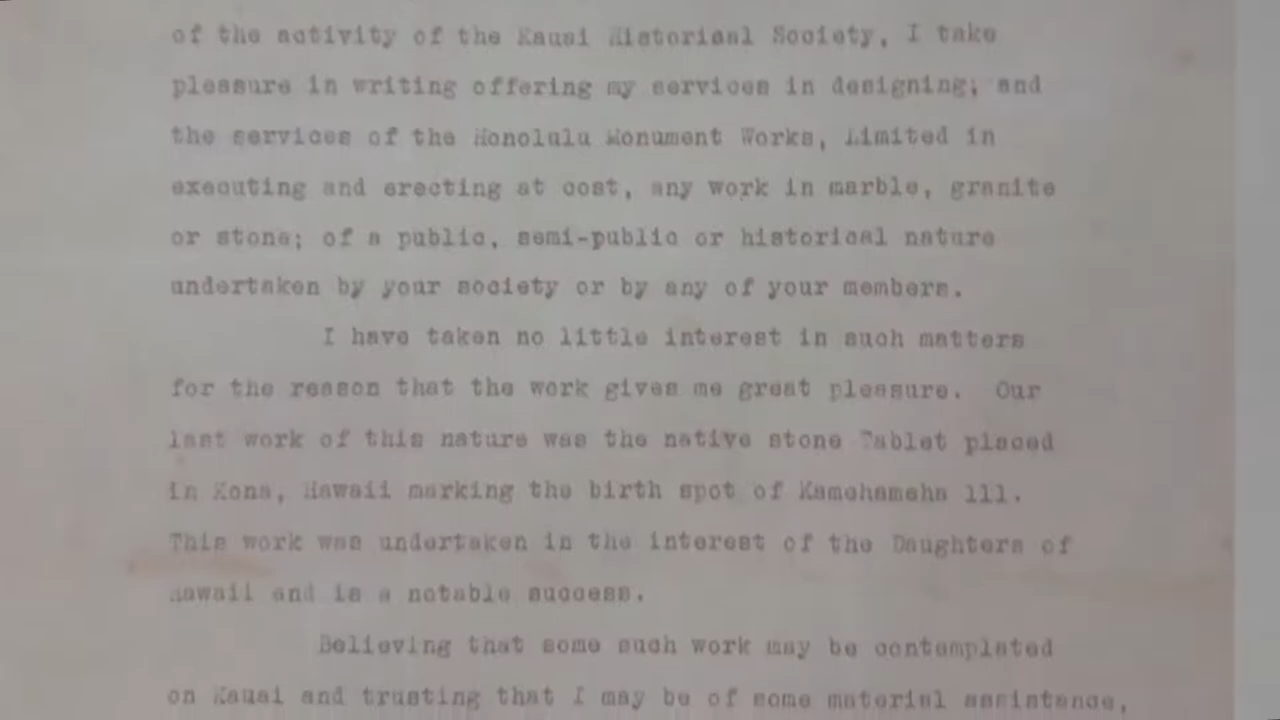 of the activity of the Kauai Historical Society, I take
pleasure in writing offering my services in designing; and
the services of the Honolulu Monument Works, Limited in
executing and erecting at cost, any work in marble, granite
or stone; of a public, semi-public or historical nature
undertaken by your society or by any of your members.
I have taken no little interest in such matters
for the reason that the work gives me great pleasure. Our
last work of this nature was the native stone Tablet placed
in Kona, Hawaii marking the birth spot of Kamehameha 111.
This work was undertaken in the interest of the Daughters of
Hawaii and is a notable success.
Believing that some such work may be contemplated
on Kauai and trusting that I may be of some material assistance,